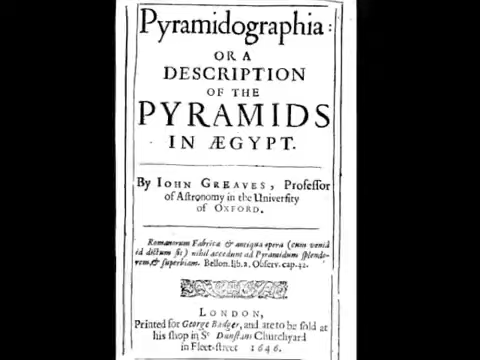 Pyramidographia:
OR A
DESCRIPTION
OF THE
PYRAMIDS
IN ÆGYPT.
By IOHN GREAVES, Profeſſor
of Aſtronomy in the Univerſity
of OXFORD.
Romanorum Fabricæ & antiqua opera (cum venid
id dictum ſit) nihil accedunt ad Pyramidum ſplendo-
rem, & ſuperbiam. Bellon. lib. 2. Obſerv. cap. 42.
LONDON,
Printed for George Badger, and are to be ſold at
his ſhop in St Dunſtans Churchyard
in Fleet-ſtreet 1646.